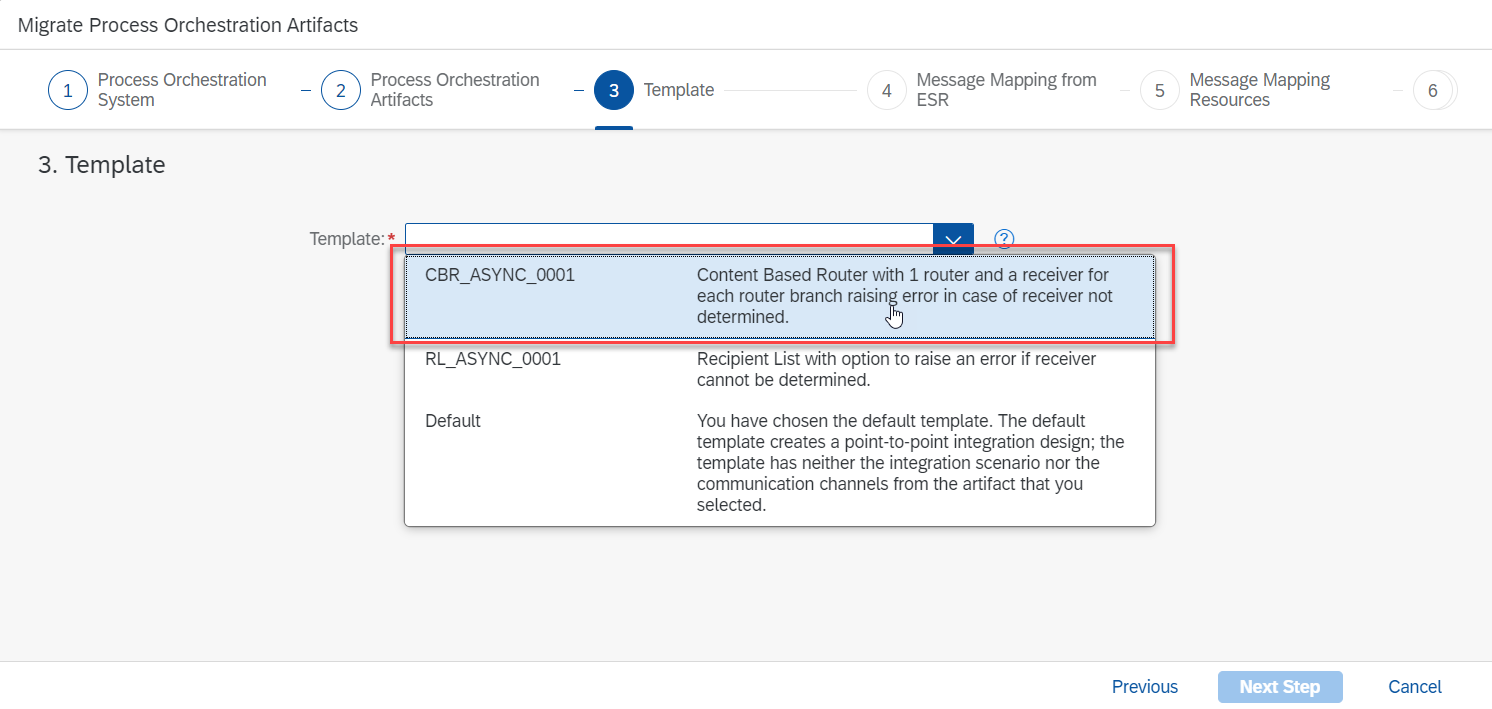 Migrate Process Orchestration Artifacts
1 Process Orchestration System
2 Process Orchestration Artifacts
3 Template
4 Message Mapping from ESR
5 Message Mapping Resources
6
3. Template
Template:*
?
CBR_ASYNC_0001
Content Based Router with 1 router and a receiver for
each router branch raising error in case of receiver not
determined.
RL_ASYNC_0001
Recipient List with option to raise an error if receiver
cannot be determined.
Default
You have chosen the default template. The default
template creates a point-to-point integration design; the
template has neither the integration scenario nor the
communication channels from the artifact that you
selected.
Previous
Next Step
Cancel